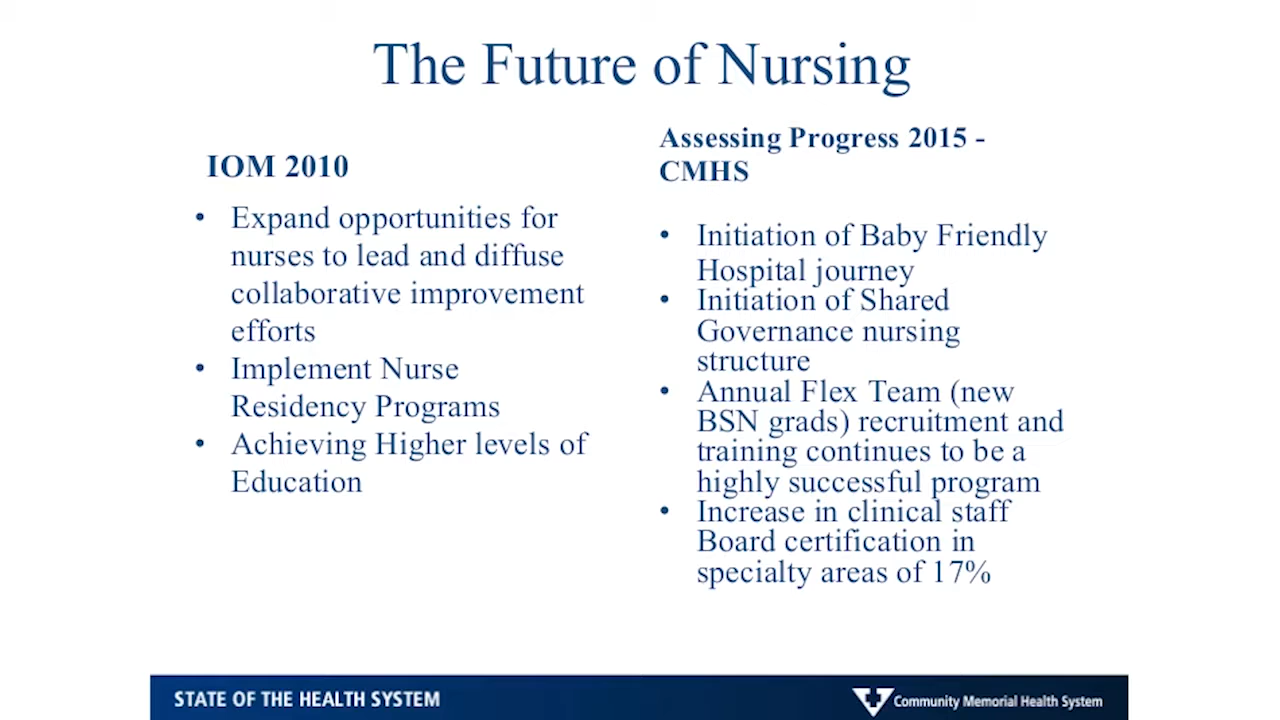 The Future of Nursing
IOM 2010
• Expand opportunities for
nurses to lead and diffuse
collaborative improvement
efforts
• Implement Nurse
Residency Programs
• Achieving Higher levels of
Education
Assessing Progress 2015 -
CMHS
• Initiation of Baby Friendly
Hospital journey
• Initiation of Shared
Governance nursing
structure
• Annual Flex Team (new
BSN grads) recruitment and
training continues to be a
highly successful program
• Increase in clinical staff
Board certification in
specialty areas of 17%
STATE OF THE HEALTH SYSTEM
Community Memorial Health System